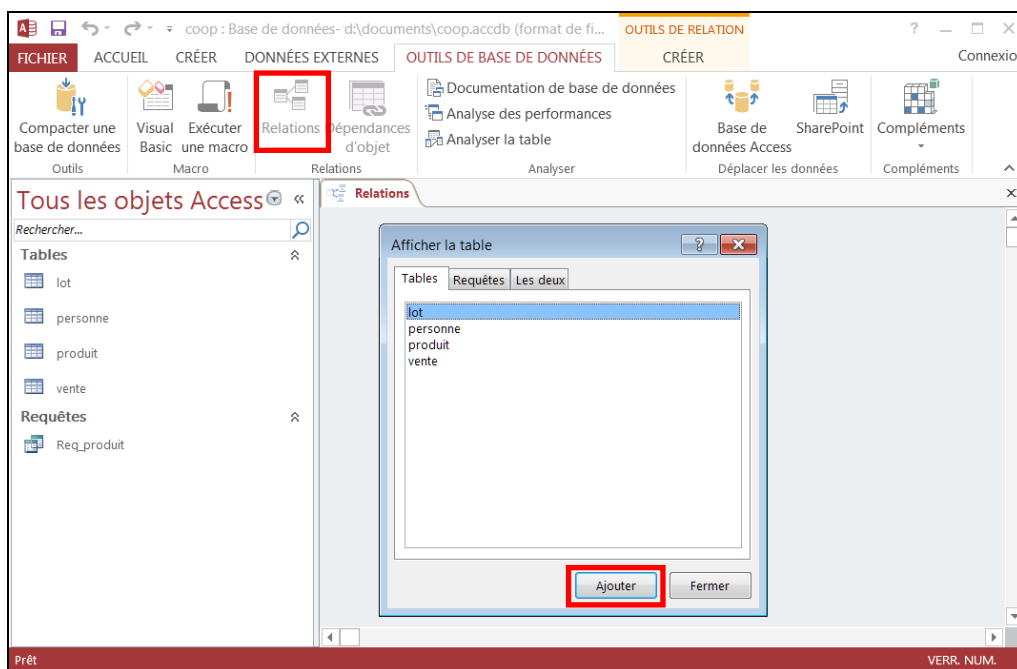 coop : Base de données- d:\documents\coop.accdb (format de fi... OUTILS DE RELATION ?
FICHIER ACCUEIL CRÉER DONNÉES EXTERNES OUTILS DE BASE DE DONNÉES CRÉER Connexio
Compacter une base de données
Visual Basic
Exécuter une macro
Relations
Dépendances d'objet
Documentation de base de données
Analyse des performances
Analyser la table
Base de données Access
SharePoint
Compléments
Outils Macro Relations Analyser Déplacer les données Compléments
Tous les objets Access «
Rechercher...
Tables
lot
personne
produit
vente
Requêtes
Req_produit
Relations
Afficher la table ?
Tables Requêtes Les deux
lot
personne
produit
vente
Ajouter Fermer
Prêt VERR. NUM.